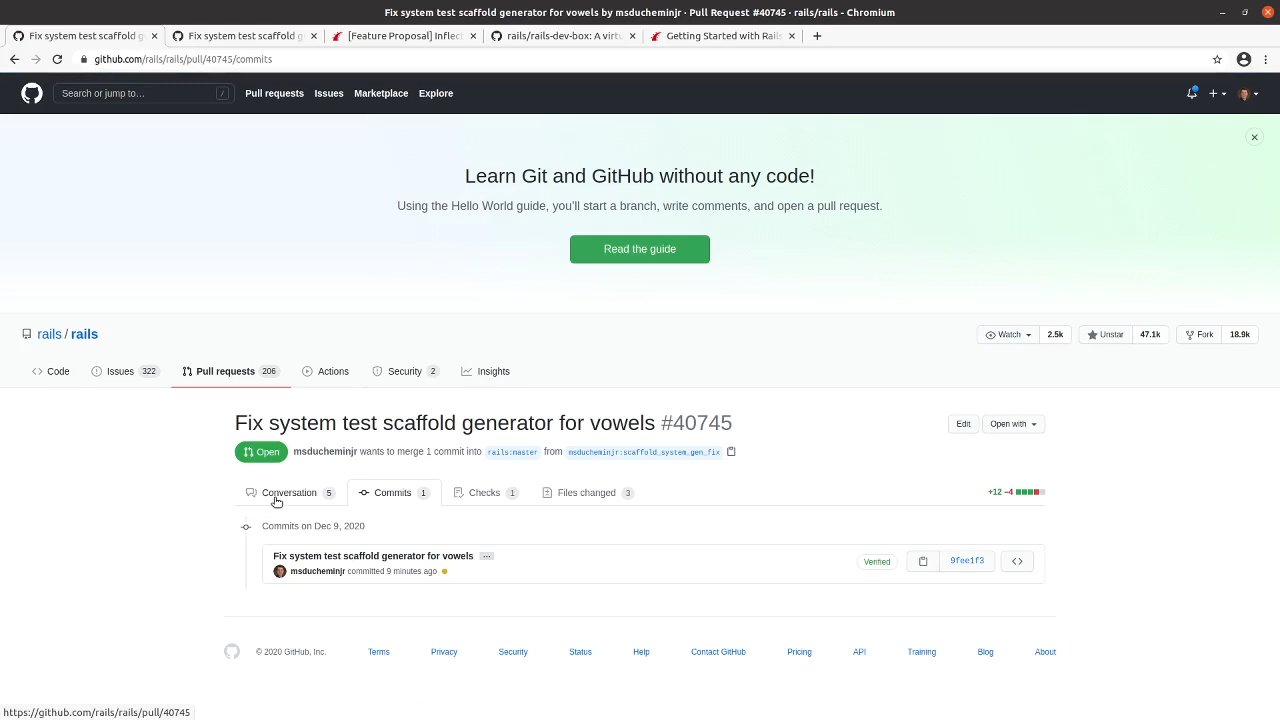 Fix system test scaffold generator for vowels by msducheminjr · Pull Request #40745 · rails/rails - Chromium
Fix system test scaffold g
Fix system test scaffold g
[Feature Proposal] Inflec
rails/rails-dev-box: A virtu
Getting Started with Rails
github.com/rails/rails/pull/40745/commits
Search or jump to… /
Pull requests
Issues
Marketplace
Explore
Learn Git and GitHub without any code!
Using the Hello World guide, you'll start a branch, write comments, and open a pull request.
Read the guide
rails / rails
Watch 2.5k
Unstar 47.1k
Fork 18.9k
Code
Issues 322
Pull requests 206
Actions
Security 2
Insights
Fix system test scaffold generator for vowels #40745
Edit
Open with
Open
msducheminjr wants to merge 1 commit into rails:master from msducheminjr:scaffold_system_gen_fix
Conversation 5
Commits 1
Checks 1
Files changed 3
+12 −4
Commits on Dec 9, 2020
Fix system test scaffold generator for vowels …
msducheminjr committed 9 minutes ago
Verified
9fee1f3
© 2020 GitHub, Inc.
Terms
Privacy
Security
Status
Help
Contact GitHub
Pricing
API
Training
Blog
About
https://github.com/rails/rails/pull/40745